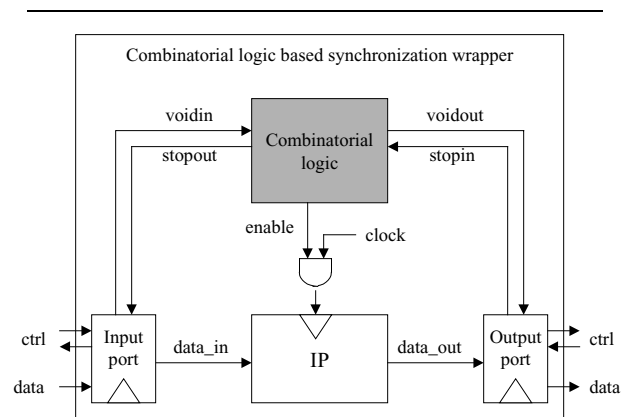 Combinatorial logic based synchronization wrapper
voidin
voidout
stopout
stopin
Combinatorial
logic
enable
clock
ctrl
data
Input
port
data_in
IP
data_out
Output
port
ctrl
data